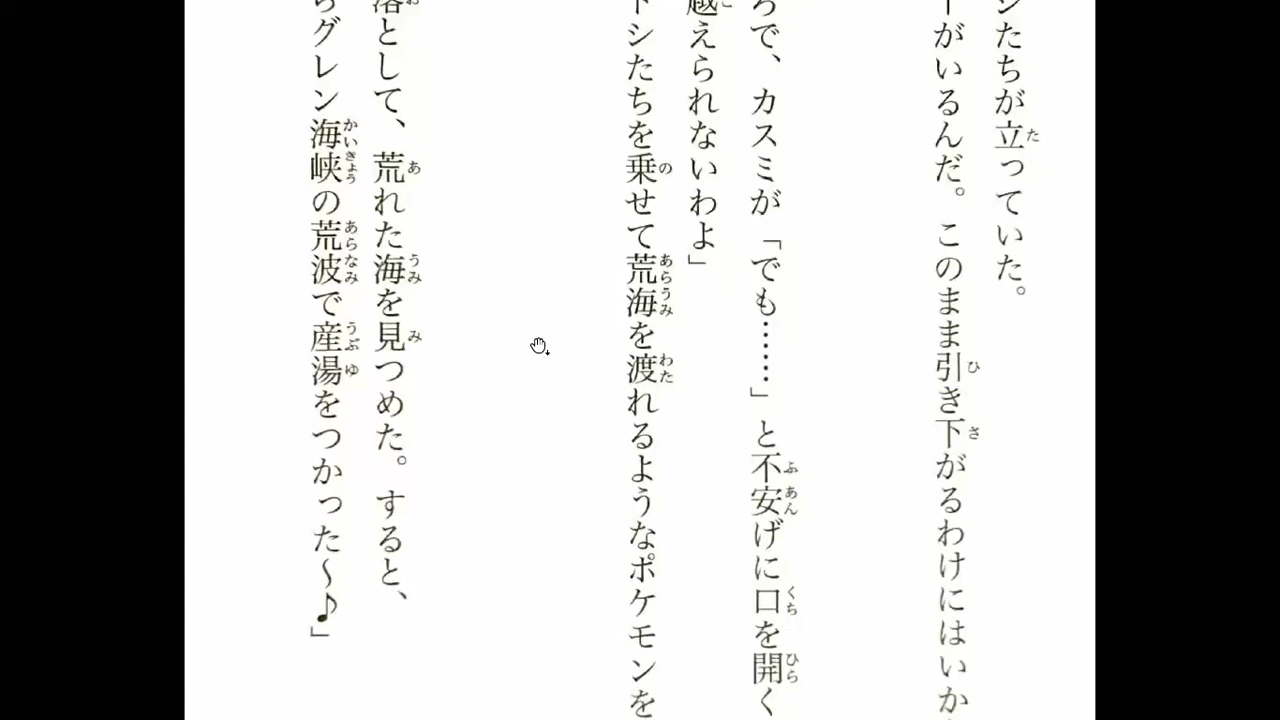 シたちが立っていた。
ーがいるんだ。このまま引き下がるわけにはいか
ろで、カスミが「でも……」と不安げに口を開く
越えられないわよ」
トシたちを乗せて荒海を渡れるようなポケモンを
落として、荒れた海を見つめた。すると、
らグレン海峡の荒波で産湯をつかった～♪」